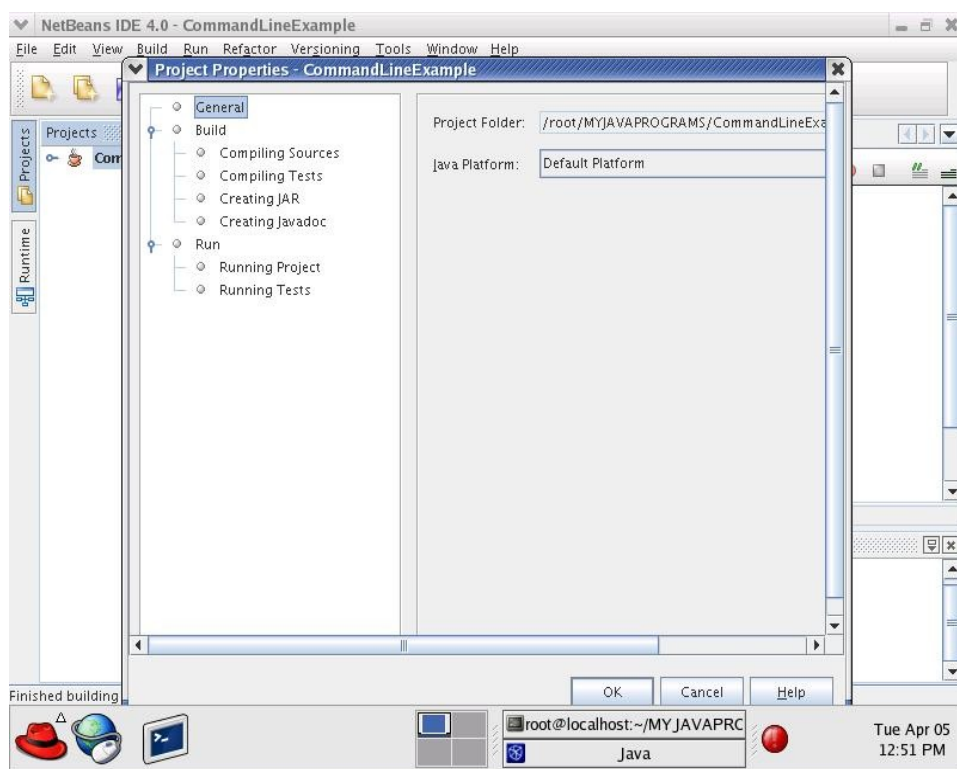 NetBeans IDE 4.0 - CommandLineExample
File Edit View Build Run Refactor Versioning Tools Window Help
Project Properties - CommandLineExample
Projects
Runtime
Projects
Com
General
Build
Compiling Sources
Compiling Tests
Creating JAR
Creating Javadoc
Run
Running Project
Running Tests
Project Folder: /root/MYJAVAPROGRAMS/CommandLineExa
Java Platform: Default Platform
OK Cancel Help
Finished building
root@localhost:~/MYJAVAPRC
Java
Tue Apr 05
12:51 PM